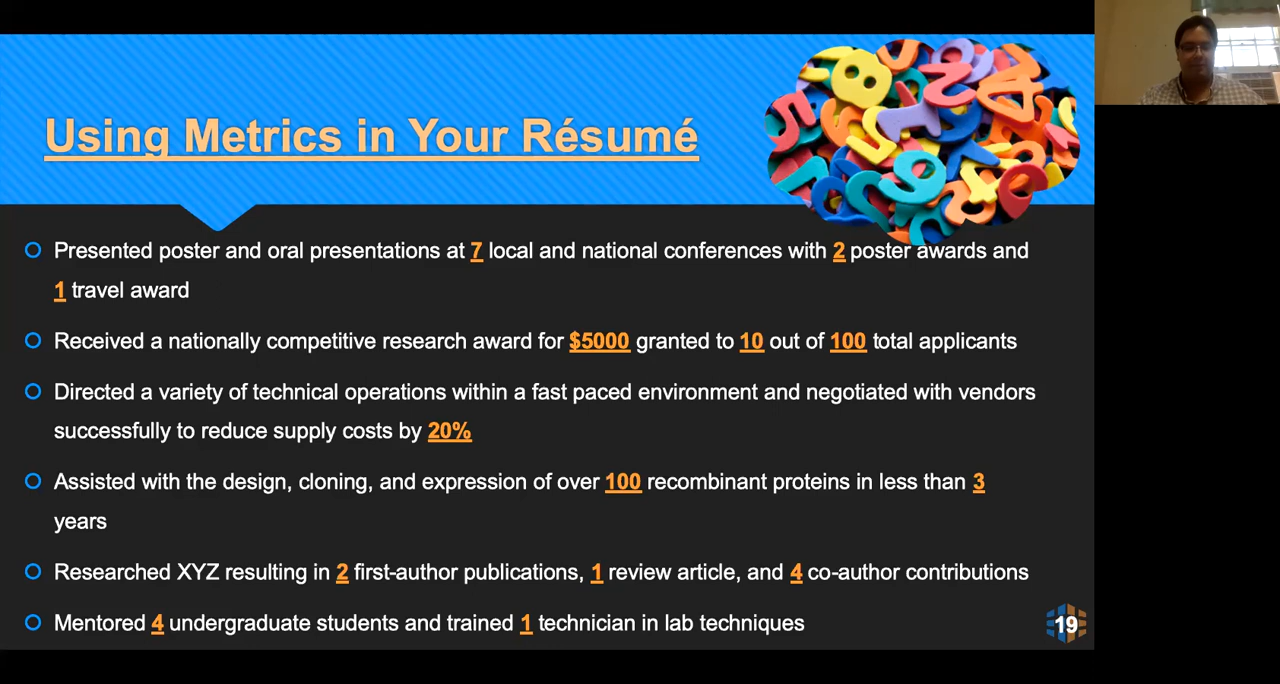 Using Metrics in Your Résumé
Presented poster and oral presentations at 7 local and national conferences with 2 poster awards and
1 travel award
Received a nationally competitive research award for $5000 granted to 10 out of 100 total applicants
Directed a variety of technical operations within a fast paced environment and negotiated with vendors
successfully to reduce supply costs by 20%
Assisted with the design, cloning, and expression of over 100 recombinant proteins in less than 3
years
Researched XYZ resulting in 2 first-author publications, 1 review article, and 4 co-author contributions
Mentored 4 undergraduate students and trained 1 technician in lab techniques
19